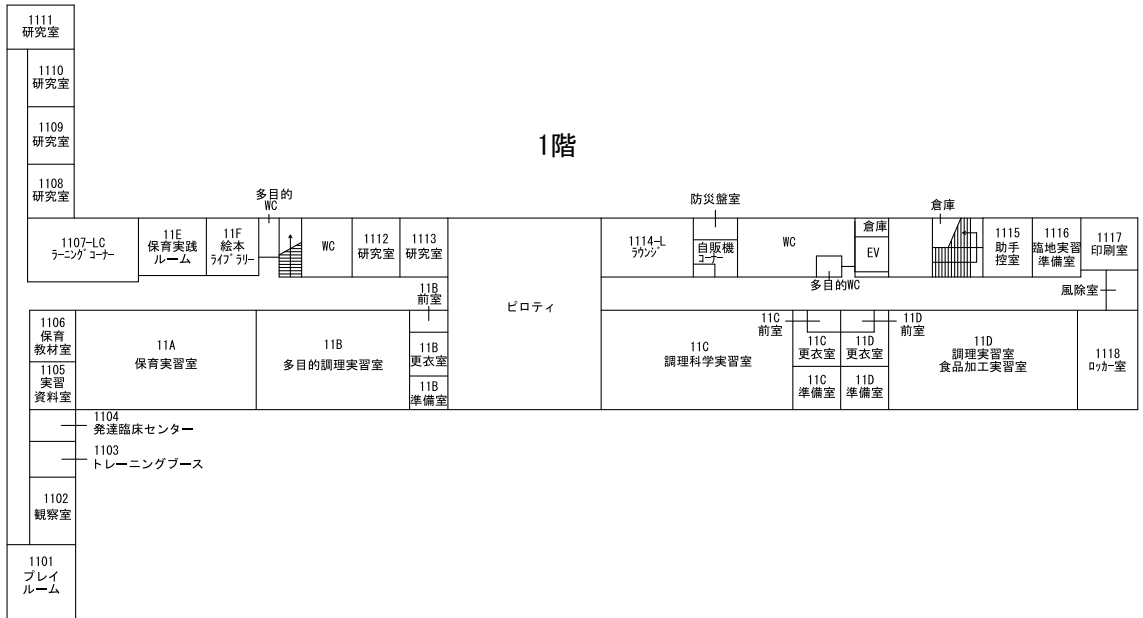 1111
研究室
1110
研究室
1109
研究室
1108
研究室
1階
多目的
WC
防災盤室
倉庫
1107-LC
ラーニングコーナー
11E
保育実践
ルーム
11F
絵本
ライブラリー
WC
1112
研究室
1113
研究室
1114-L
ラウンジ
自販機
コーナー
WC
倉庫
EV
1115
助手
控室
1116
臨地実習
準備室
1117
印刷室
多目的WC
風除室
11B
前室
ピロティ
1106
保育
教材室
1105
実習
資料室
11A
保育実習室
11B
多目的調理実習室
11B
更衣室
11B
準備室
11C
調理科学実習室
11C
前室
11D
前室
11C
更衣室
11D
更衣室
11C
準備室
11D
準備室
11D
調理実習室
食品加工実習室
1118
ロッカー室
1104
発達臨床センター
1103
トレーニングブース
1102
観察室
1101
プレイ
ルーム